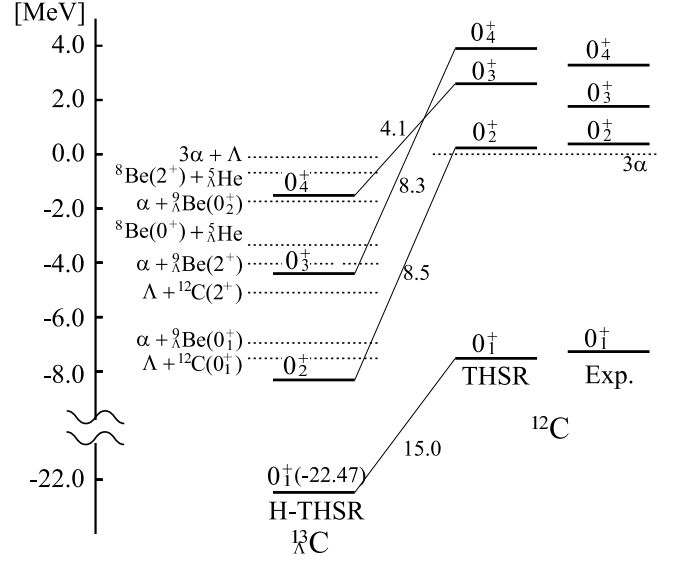 [MeV]
4.0
2.0
0.0
-2.0
-4.0
-6.0
-8.0
-22.0
3α + Λ
⁸Be(2⁺) + ⁵ΛHe
α + ⁹ΛBe(0⁺₂)
⁸Be(0⁺) + ⁵ΛHe
α + ⁹ΛBe(2⁺)
Λ + ¹²C(2⁺)
α + ⁹ΛBe(0⁺₁)
Λ + ¹²C(0⁺₁)
0⁺₄
0⁺₃
0⁺₂
0⁺₁(-22.47)
H-THSR
¹³ΛC
4.1
8.3
8.5
15.0
0⁺₄
0⁺₃
0⁺₂
0⁺₁
THSR
0⁺₄
0⁺₃
0⁺₂
3α
0⁺₁
Exp.
¹²C